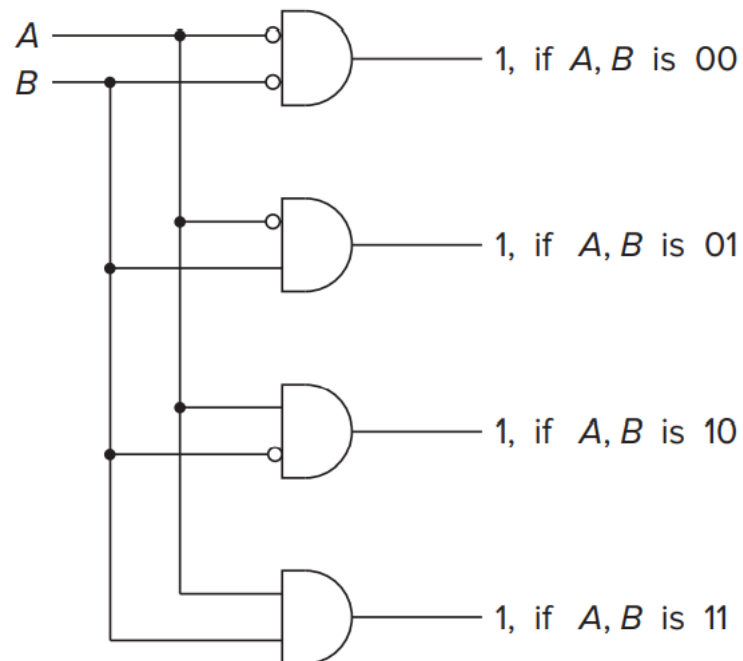 A
B
1, if A, B is 00
1, if A, B is 01
1, if A, B is 10
1, if A, B is 11